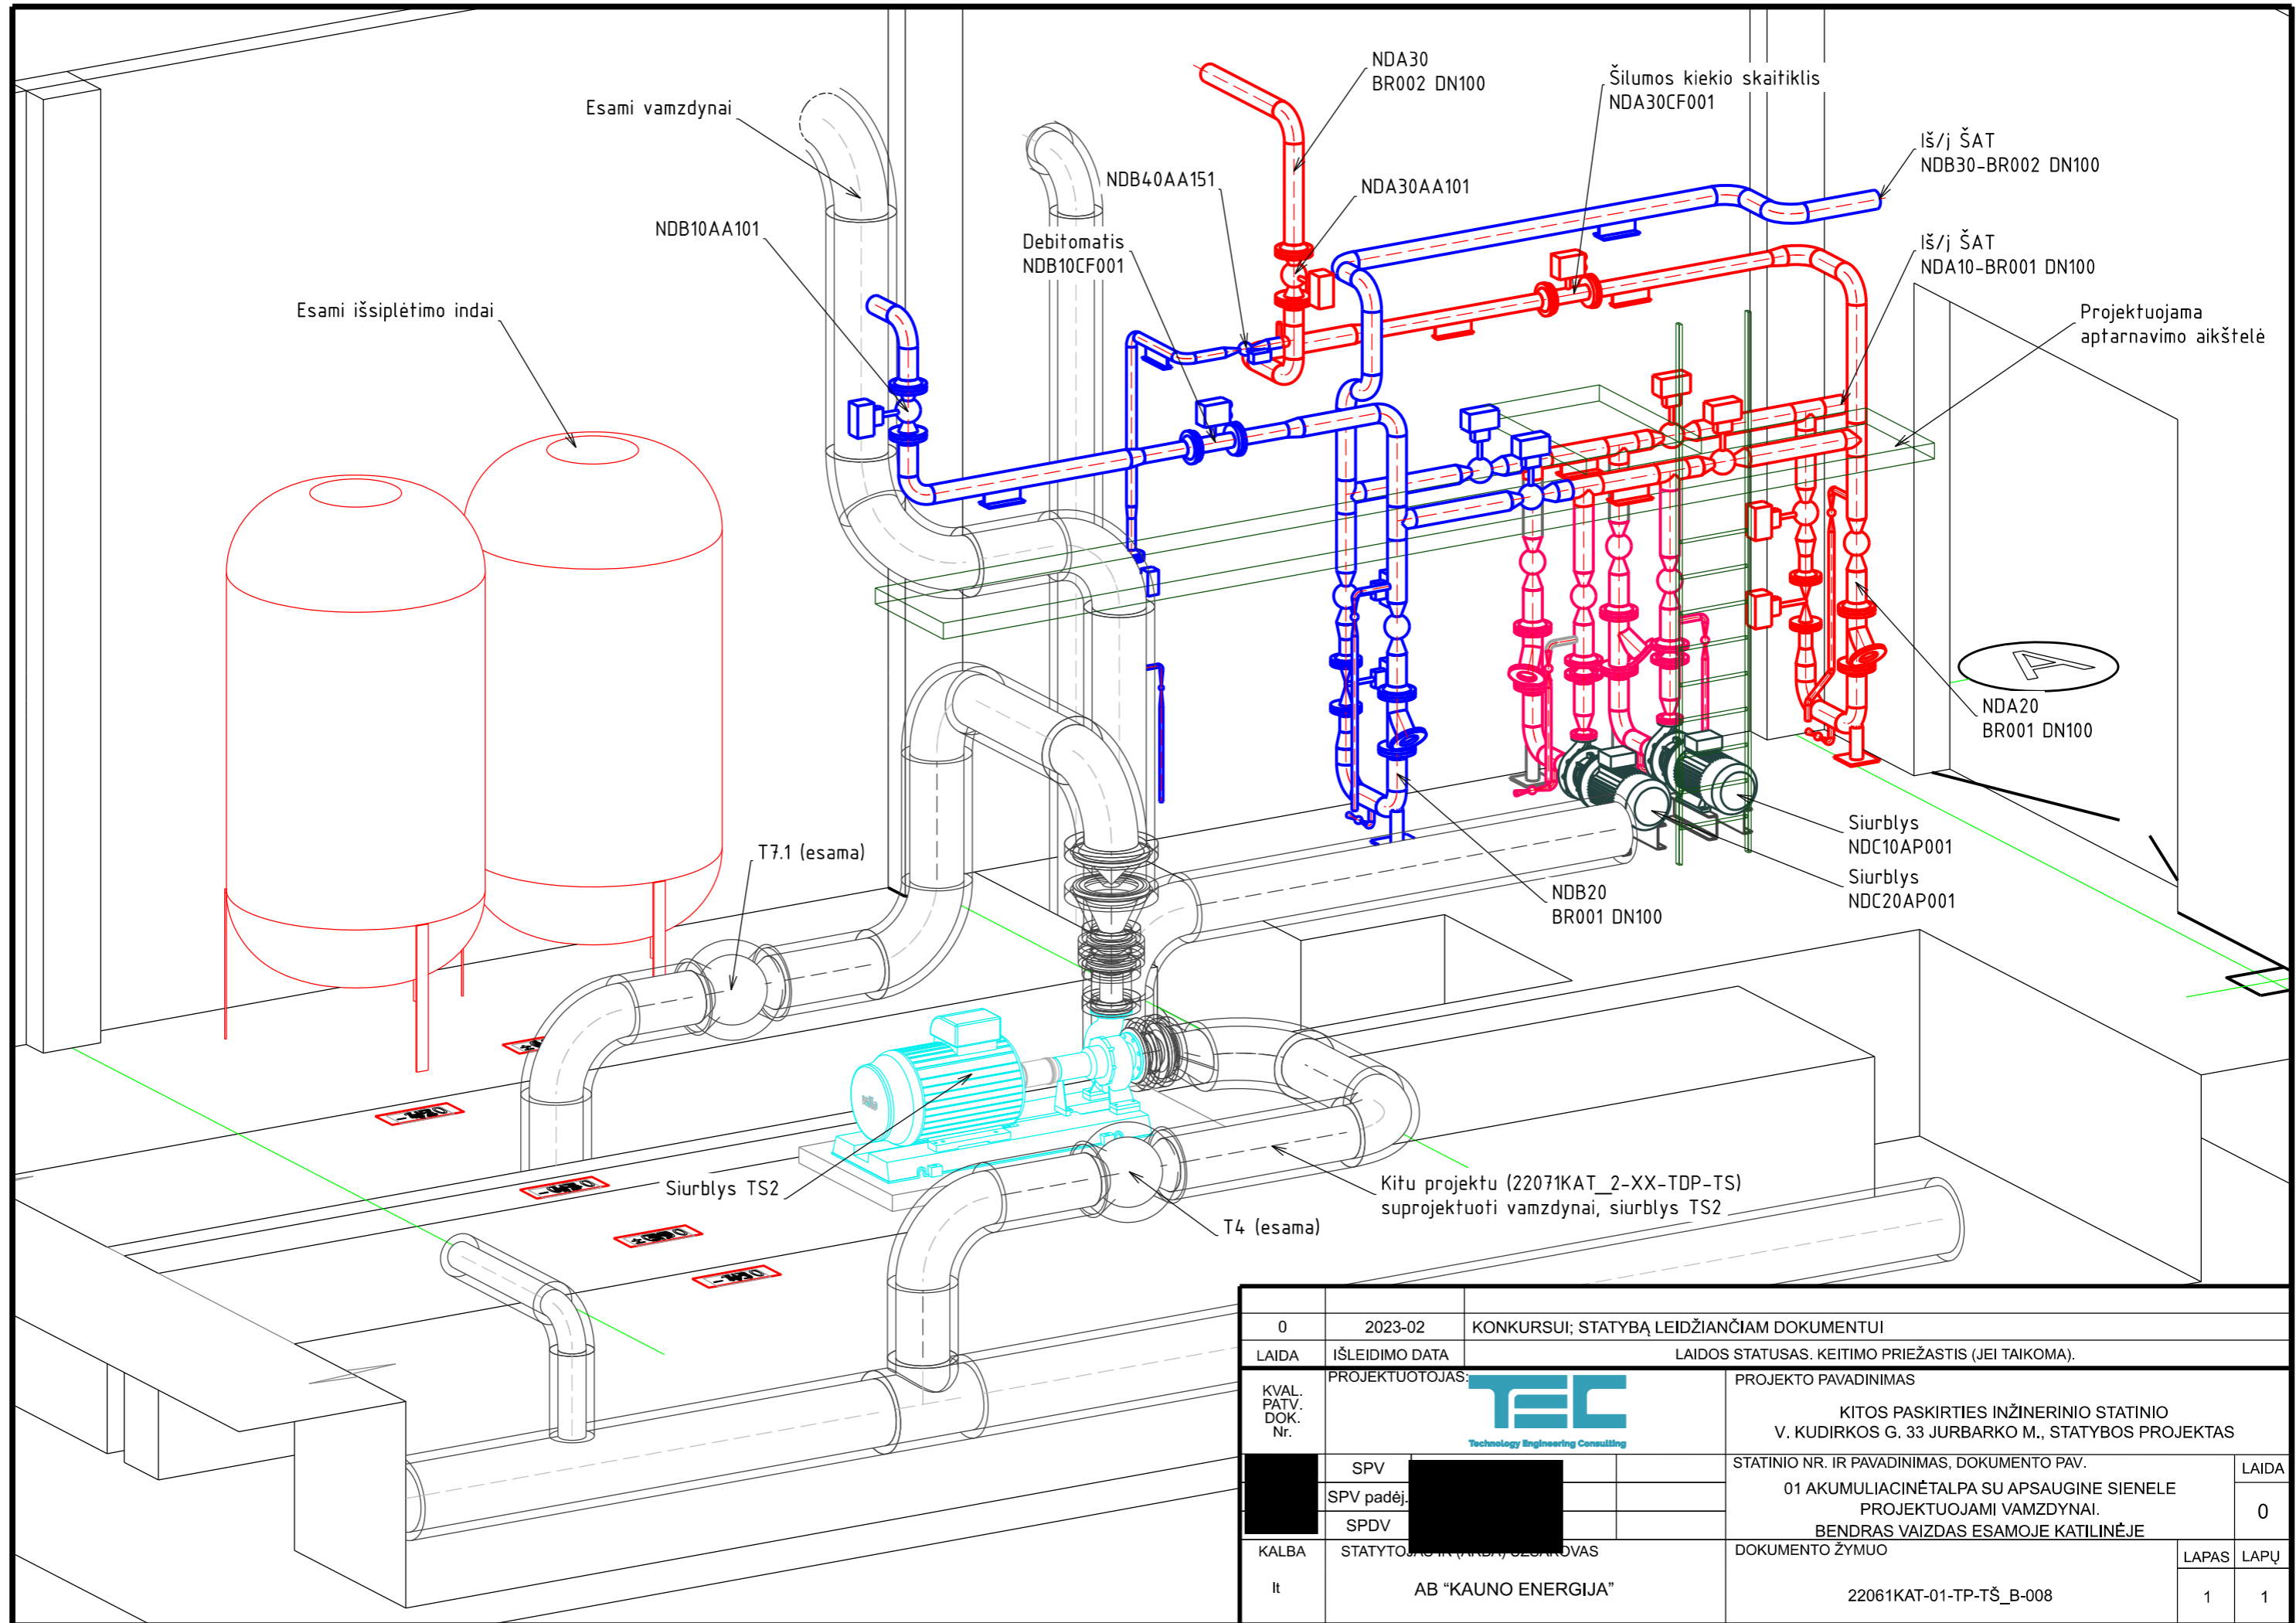 NDA30
BR002 DN100
Šilumos kiekio skaitiklis
NDA30CF001
Esami vamzdynai
Iš/į ŠAT
NDB30-BR002 DN100
NDB40AA151
NDA30AA101
NDB10AA101
Debitomatis
NDB10CF001
Iš/į ŠAT
NDA10-BR001 DN100
Esami išsiplėtimo indai
Projektuojama
aptarnavimo aikštelė
A
NDA20
BR001 DN100
Siurblys
NDC10AP001
Siurblys
NDC20AP001
T7.1 (esama)
NDB20
BR001 DN100
Siurblys TS2
Kitu projektu (22071KAT_2-XX-TDP-TS)
suprojektuoti vamzdynai, siurblys TS2
T4 (esama)
0 2023-02 KONKURSUI; STATYBĄ LEIDŽIANČIAM DOKUMENTUI
LAIDA IŠLEIDIMO DATA LAIDOS STATUSAS. KEITIMO PRIEŽASTIS (JEI TAIKOMA).
KVAL.
PATV.
DOK.
Nr.
PROJEKTUOTOJAS:
TEC
Technology Engineering Consulting
PROJEKTO PAVADINIMAS
KITOS PASKIRTIES INŽINERINIO STATINIO
V. KUDIRKOS G. 33 JURBARKO M., STATYBOS PROJEKTAS
SPV
SPV padėj.
SPDV
STATINIO NR. IR PAVADINIMAS, DOKUMENTO PAV.
01 AKUMULIACINĖTALPA SU APSAUGINE SIENELE
PROJEKTUOJAMI VAMZDYNAI.
BENDRAS VAIZDAS ESAMOJE KATILINĖJE
LAIDA
0
KALBA
lt
AB “KAUNO ENERGIJA”
DOKUMENTO ŽYMUO
22061KAT-01-TP-TŠ_B-008
LAPAS LAPŲ
1 1